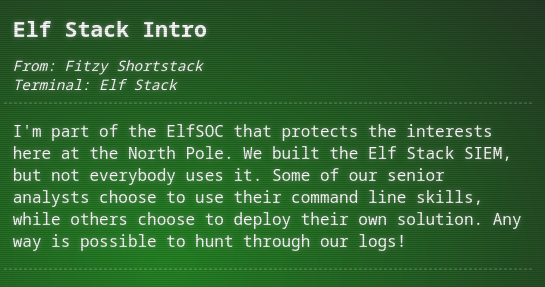 Elf Stack Intro
From: Fitzy Shortstack
Terminal: Elf Stack
I'm part of the ElfSOC that protects the interests
here at the North Pole. We built the Elf Stack SIEM,
but not everybody uses it. Some of our senior
analysts choose to use their command line skills,
while others choose to deploy their own solution. Any
way is possible to hunt through our logs!